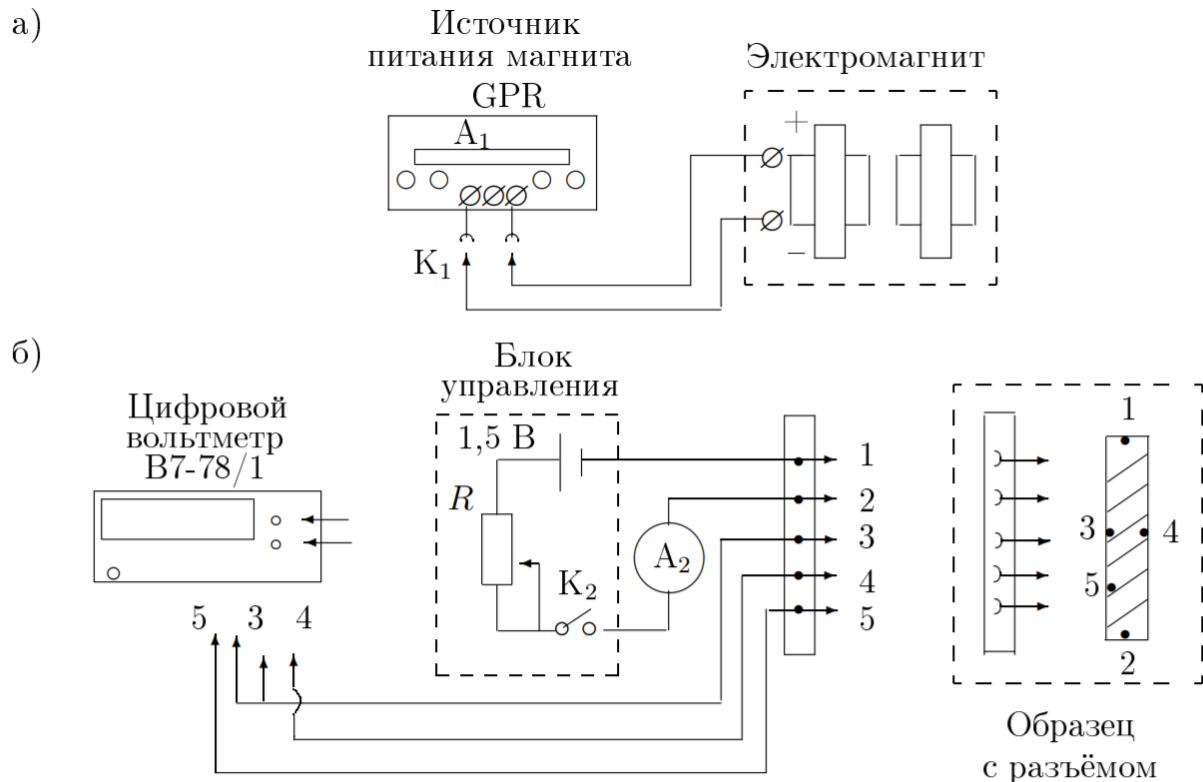 а)
Источник
питания магнита
GPR
A₁
K₁
Электромагнит
+
−
б)
Цифровой
вольтметр
В7-78/1
5 3 4
Блок
управления
1,5 В
R
K₂
A₂
1
2
3
4
5
1
3 4
5
2
Образец
с разъёмом